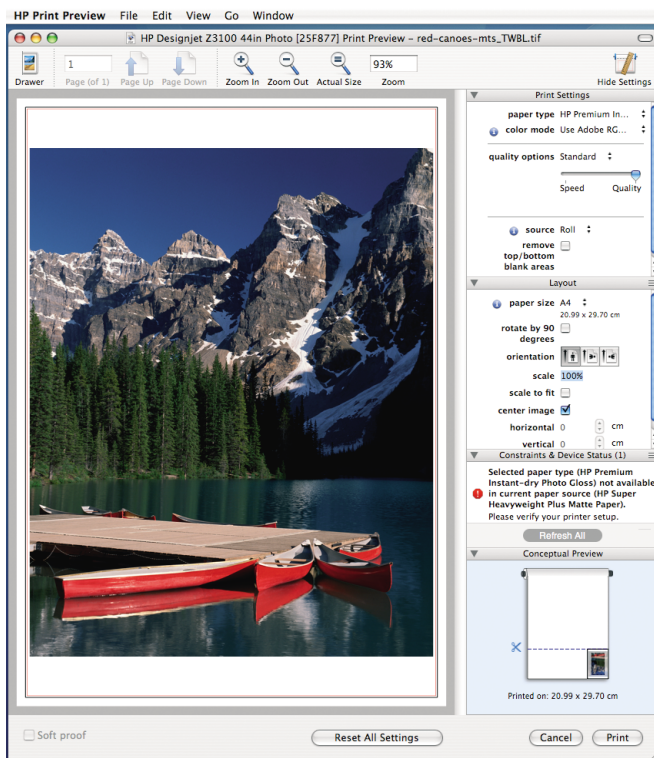 HP Print Preview File Edit View Go Window
HP Designjet Z3100 44in Photo [25F877] Print Preview – red-canoes-mts_TWBL.tif
1
93%
Drawer Page (of 1) Page Up Page Down Zoom In Zoom Out Actual Size Zoom Hide Settings
Print Settings
paper type HP Premium In...
color mode Use Adobe RG...
quality options Standard
Speed Quality
source Roll
remove
top/bottom
blank areas
Layout
paper size A4
20.99 x 29.70 cm
rotate by 90
degrees
orientation
scale 100%
scale to fit
center image
horizontal 0 cm
vertical 0 cm
Constraints & Device Status (1)
Selected paper type (HP Premium
Instant-dry Photo Gloss) not available
in current paper source (HP Super
Heavyweight Plus Matte Paper).
Please verify your printer setup.
Refresh All
Conceptual Preview
Printed on: 20.99 x 29.70 cm
Soft proof Reset All Settings Cancel Print